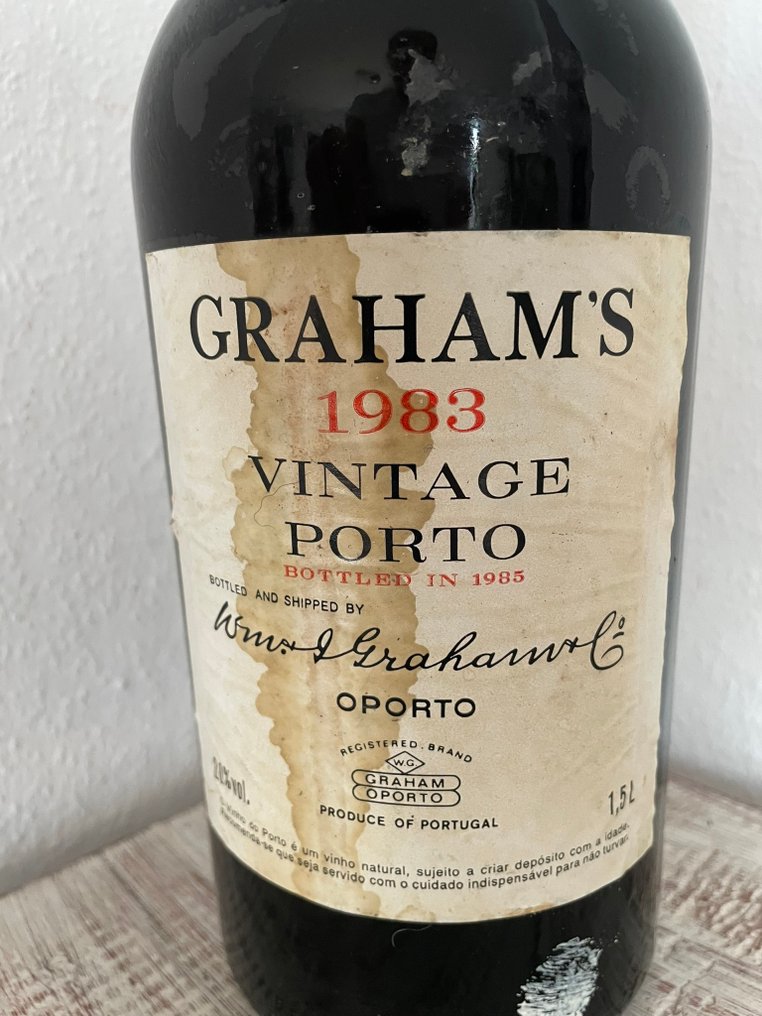 GRAHAM'S
1983
VINTAGE
PORTO
BOTTLED IN 1985
BOTTLED AND SHIPPED BY
Wm & J Graham & Cº
OPORTO
REGISTERED . BRAND
W.G.
GRAHAM
OPORTO
20%vol.
1,5 L
PRODUCE OF PORTUGAL
O Vinho do Porto é um vinho natural, sujeito a criar depósito com a idade.
Recomenda-se que seja servido com o cuidado indispensável para não turvar.